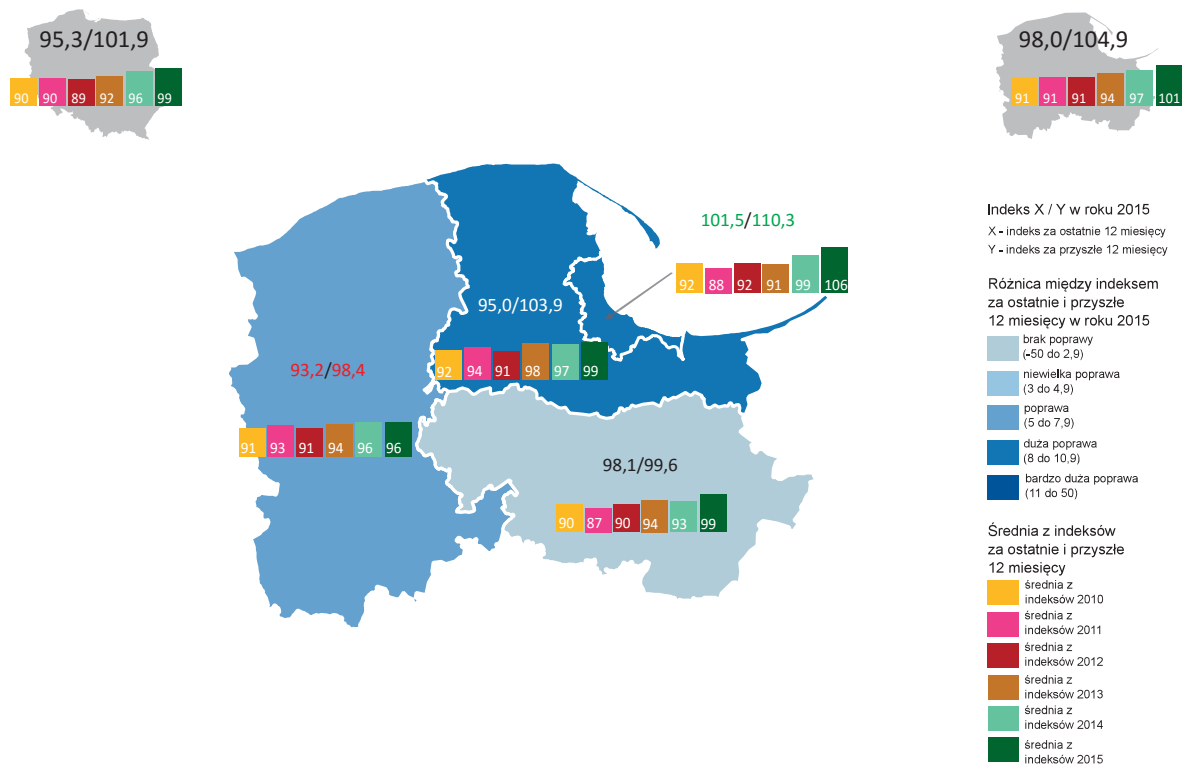 95,3/101,9
90 90 89 92 96 99
98,0/104,9
91 91 91 94 97 101
101,5/110,3
92 88 92 91 99 106
95,0/103,9
92 94 91 98 97 99
93,2/98,4
91 93 91 94 96 96
98,1/99,6
90 87 90 94 93 99
Indeks X / Y w roku 2015
X - indeks za ostatnie 12 miesięcy
Y - indeks za przyszłe 12 miesięcy
Różnica między indeksem
za ostatnie i przyszłe
12 miesięcy w roku 2015
brak poprawy
(-50 do 2,9)
niewielka poprawa
(3 do 4,9)
poprawa
(5 do 7,9)
duża poprawa
(8 do 10,9)
bardzo duża poprawa
(11 do 50)
Średnia z indeksów
za ostatnie i przyszłe
12 miesięcy
średnia z
indeksów 2010
średnia z
indeksów 2011
średnia z
indeksów 2012
średnia z
indeksów 2013
średnia z
indeksów 2014
średnia z
indeksów 2015